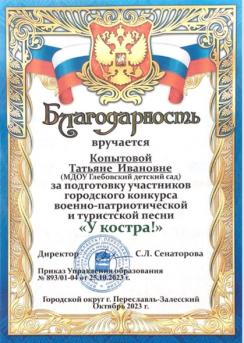 Благодарность
вручается
Копытовой
Татьяне Ивановне
(МДОУ Глебовский детский сад)
за подготовку участников
городского конкурса
военно-патриотической
и туристской песни
«У костра!»
Директор С.Л. Сенаторова
Приказ Управления образования
№ 893/01-04 от 25.10.2023 г.
Городской округ г. Переславль-Залесский
Октябрь 2023 г.